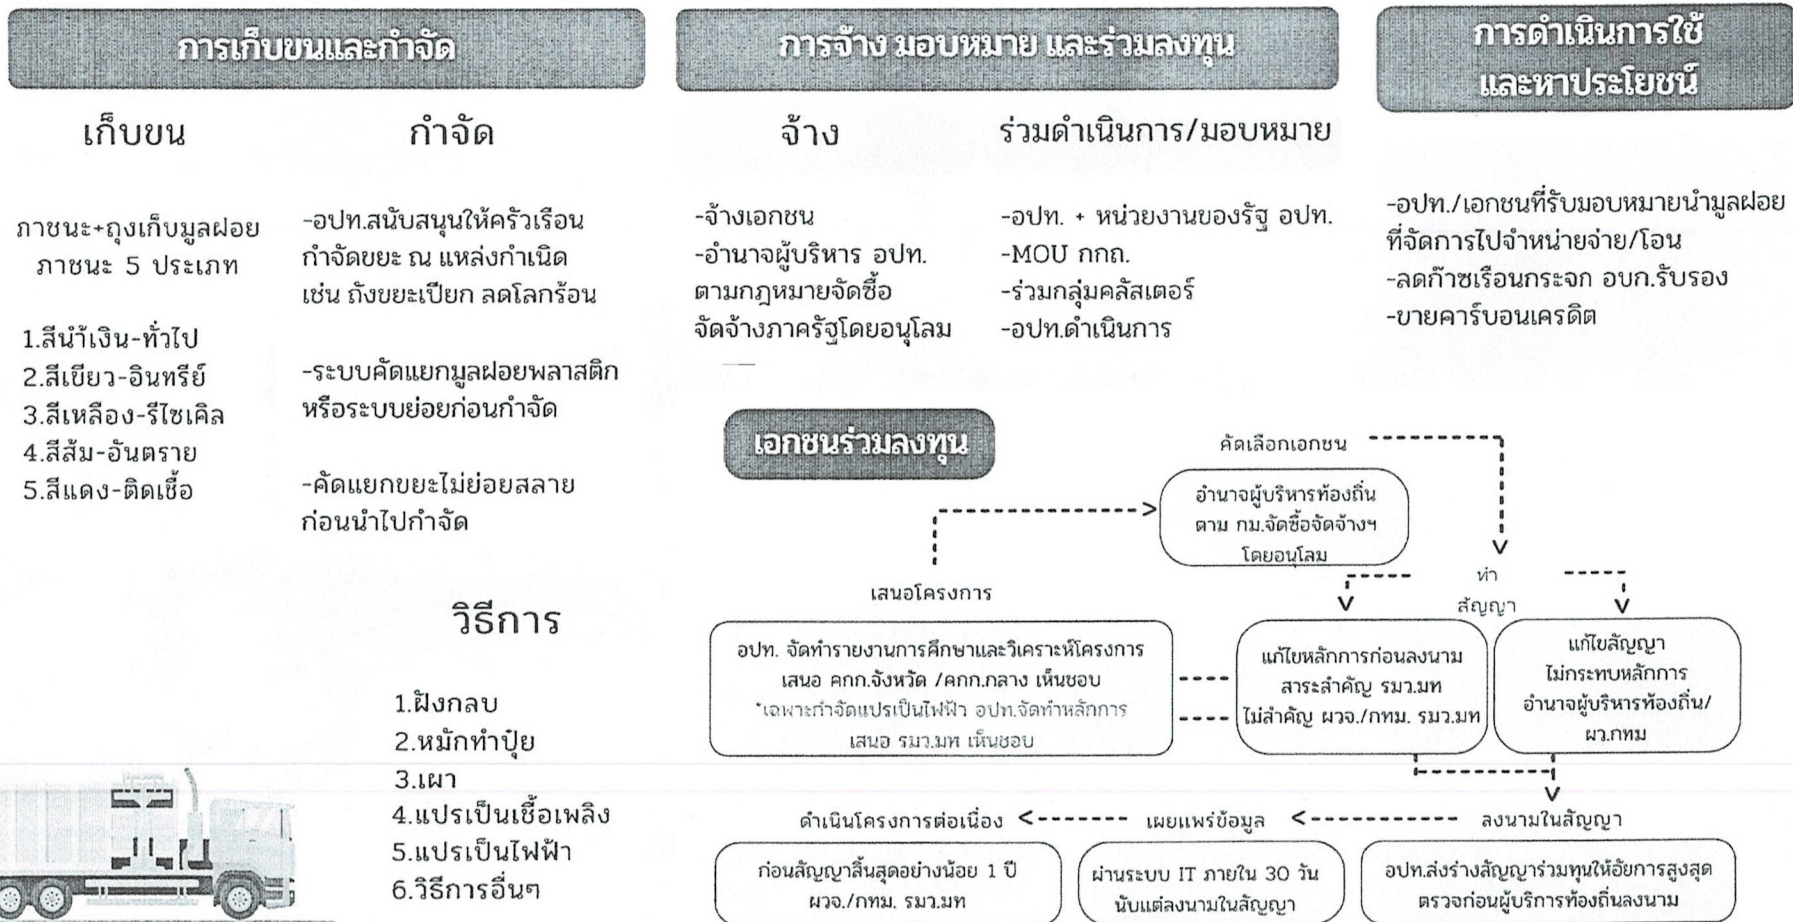 การเก็บขนและกำจัด
เก็บขน
ภาชนะ+ถุงเก็บมูลฝอย
ภาชนะ 5 ประเภท
1.สีน้ำเงิน-ทั่วไป
2.สีเขียว-อินทรีย์
3.สีเหลือง-รีไซเคิล
4.สีส้ม-อันตราย
5.สีแดง-ติดเชื้อ
กำจัด
-อปท.สนับสนุนให้ครัวเรือน
กำจัดขยะ ณ แหล่งกำเนิด
เช่น ถังขยะเปียก ลดโลกร้อน
-ระบบคัดแยกมูลฝอยพลาสติก
หรือระบบย่อยก่อนกำจัด
-คัดแยกขยะไม่ย่อยสลาย
ก่อนนำไปกำจัด
วิธีการ
1.ฝังกลบ
2.หมักทำปุ๋ย
3.เผา
4.แปรเป็นเชื้อเพลิง
5.แปรเป็นไฟฟ้า
6.วิธีการอื่นๆ
การจ้าง มอบหมาย และร่วมลงทุน
จ้าง
-จ้างเอกชน
-อำนาจผู้บริหาร อปท.
ตามกฎหมายจัดซื้อ
จัดจ้างภาครัฐโดยอนุโลม
ร่วมดำเนินการ/มอบหมาย
-อปท. + หน่วยงานของรัฐ อปท.
-MOU กกถ.
-ร่วมกลุ่มคลัสเตอร์
-อปท.ดำเนินการ
การดำเนินการใช้
และหาประโยชน์
-อปท./เอกชนที่รับมอบหมายนำมูลฝอย
ที่จัดการไปจำหน่ายจ่าย/โอน
-ลดก๊าซเรือนกระจก อบก.รับรอง
-ขายคาร์บอนเครดิต
เอกชนร่วมลงทุน
เสนอโครงการ
อปท. จัดทำรายงานการศึกษาและวิเคราะห์โครงการ
เสนอ คกก.จังหวัด /คกก.กลาง เห็นชอบ
*เฉพาะกำจัดแปรเป็นไฟฟ้า อปท.จัดทำหลักการ
เสนอ รมว.มท เห็นชอบ
คัดเลือกเอกชน
อำนาจผู้บริหารท้องถิ่น
ตาม กม.จัดซื้อจัดจ้างฯ
โดยอนุโลม
ทำ
สัญญา
แก้ไขหลักการก่อนลงนาม
สาระสำคัญ รมว.มท
ไม่สำคัญ ผวจ./กทม. รมว.มท
แก้ไขสัญญา
ไม่กระทบหลักการ
อำนาจผู้บริหารท้องถิ่น/
ผว.กทม
ลงนามในสัญญา
อปท.ส่งร่างสัญญาร่วมทุนให้อัยการสูงสุด
ตรวจก่อนผู้บริการท้องถิ่นลงนาม
เผยแพร่ข้อมูล
ผ่านระบบ IT ภายใน 30 วัน
นับแต่ลงนามในสัญญา
ดำเนินโครงการต่อเนื่อง
ก่อนสัญญาสิ้นสุดอย่างน้อย 1 ปี
ผวจ./กทม. รมว.มท